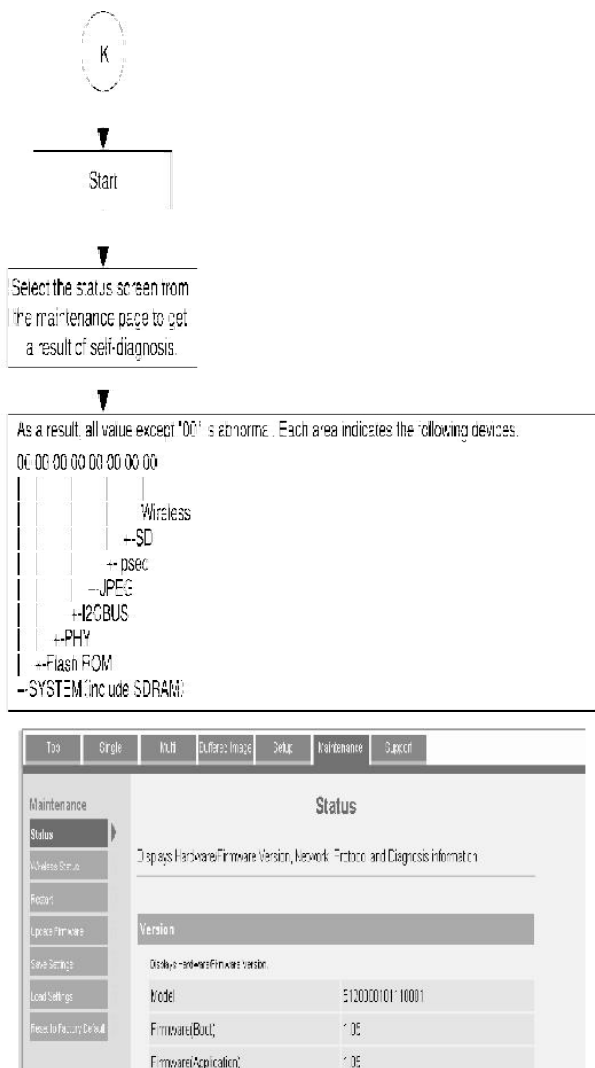 K
Start
Select the status screen from
the maintenance page to get
a result of self-diagnosis.
As a result, all value except "00" is abnormal. Each area indicates the following devices.
00 00 00 00 00 00 00 00
Wireless
+-SD
+-Ipsec
+-JPEG
+-I2CBUS
+-PHY
+-Flash ROM
+-SYSTEM(include SDRAM)
Top Single Multi Buffered Image Setup Maintenance Support
Maintenance
Status
Wireless Status
Restart
Update Firmware
Save Settings
Load Settings
Reset to Factory Default
Status
Displays Hardware/Firmware Version, Network Protocol and Diagnosis information
Version
Displays Hardware/Firmware Version.
Model
Firmware(Boot) 1.05
Firmware(Application) 1.05